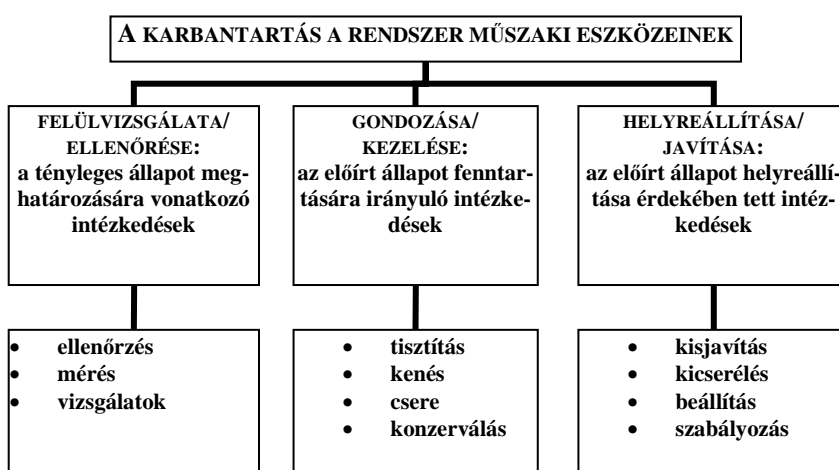 A KARBANTARTÁS A RENDSZER MŰSZAKI ESZKÖZEINEK
FELÜLVIZSGÁLATA/
ELLENŐRÉSE:
a tényleges állapot meg-
határozására vonatkozó
intézkedések
GONDOZÁSA/
KEZELÉSE:
az előírt állapot fenntar-
tására irányuló intézke-
dések
HELYREÁLLÍTÁSA/
JAVÍTÁSA:
az előírt állapot helyreállí-
tása érdekében tett intéz-
kedések
• ellenőrzés
• mérés
• vizsgálatok
• tisztítás
• kenés
• csere
• konzerválás
• kisjavítás
• kicserélés
• beállítás
• szabályozás